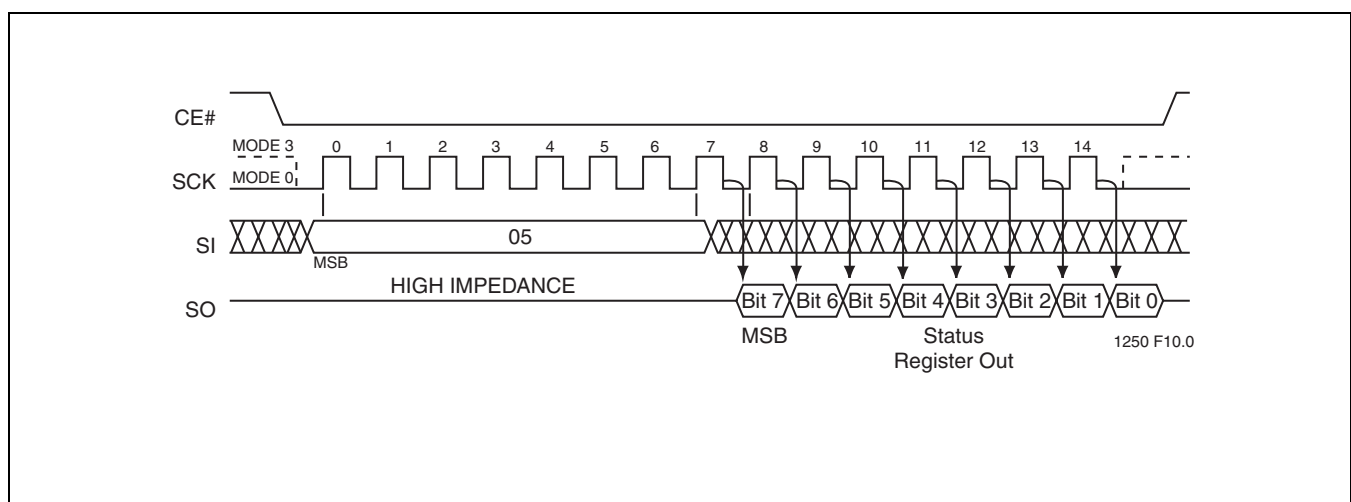 CE#
MODE 3 0 1 2 3 4 5 6 7 8 9 10 11 12 13 14
SCK MODE 0
SI 05
MSB
HIGH IMPEDANCE
SO Bit 7 Bit 6 Bit 5 Bit 4 Bit 3 Bit 2 Bit 1 Bit 0
MSB Status
Register Out
1250 F10.0